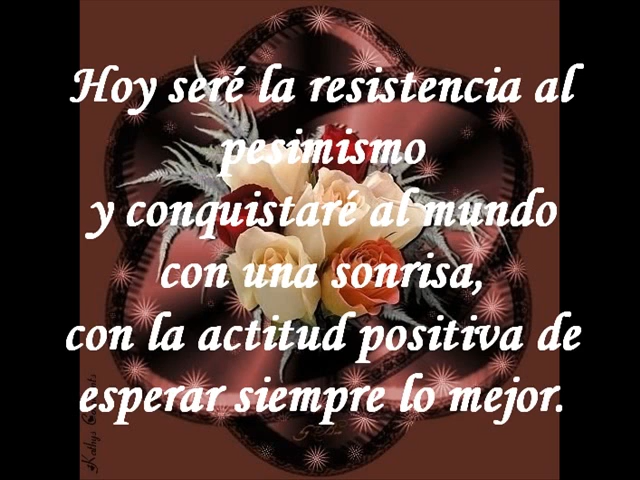 Hoy seré la resistencia al
pesimismo
y conquistaré al mundo
con una sonrisa,
con la actitud positiva de
esperar siempre lo mejor.